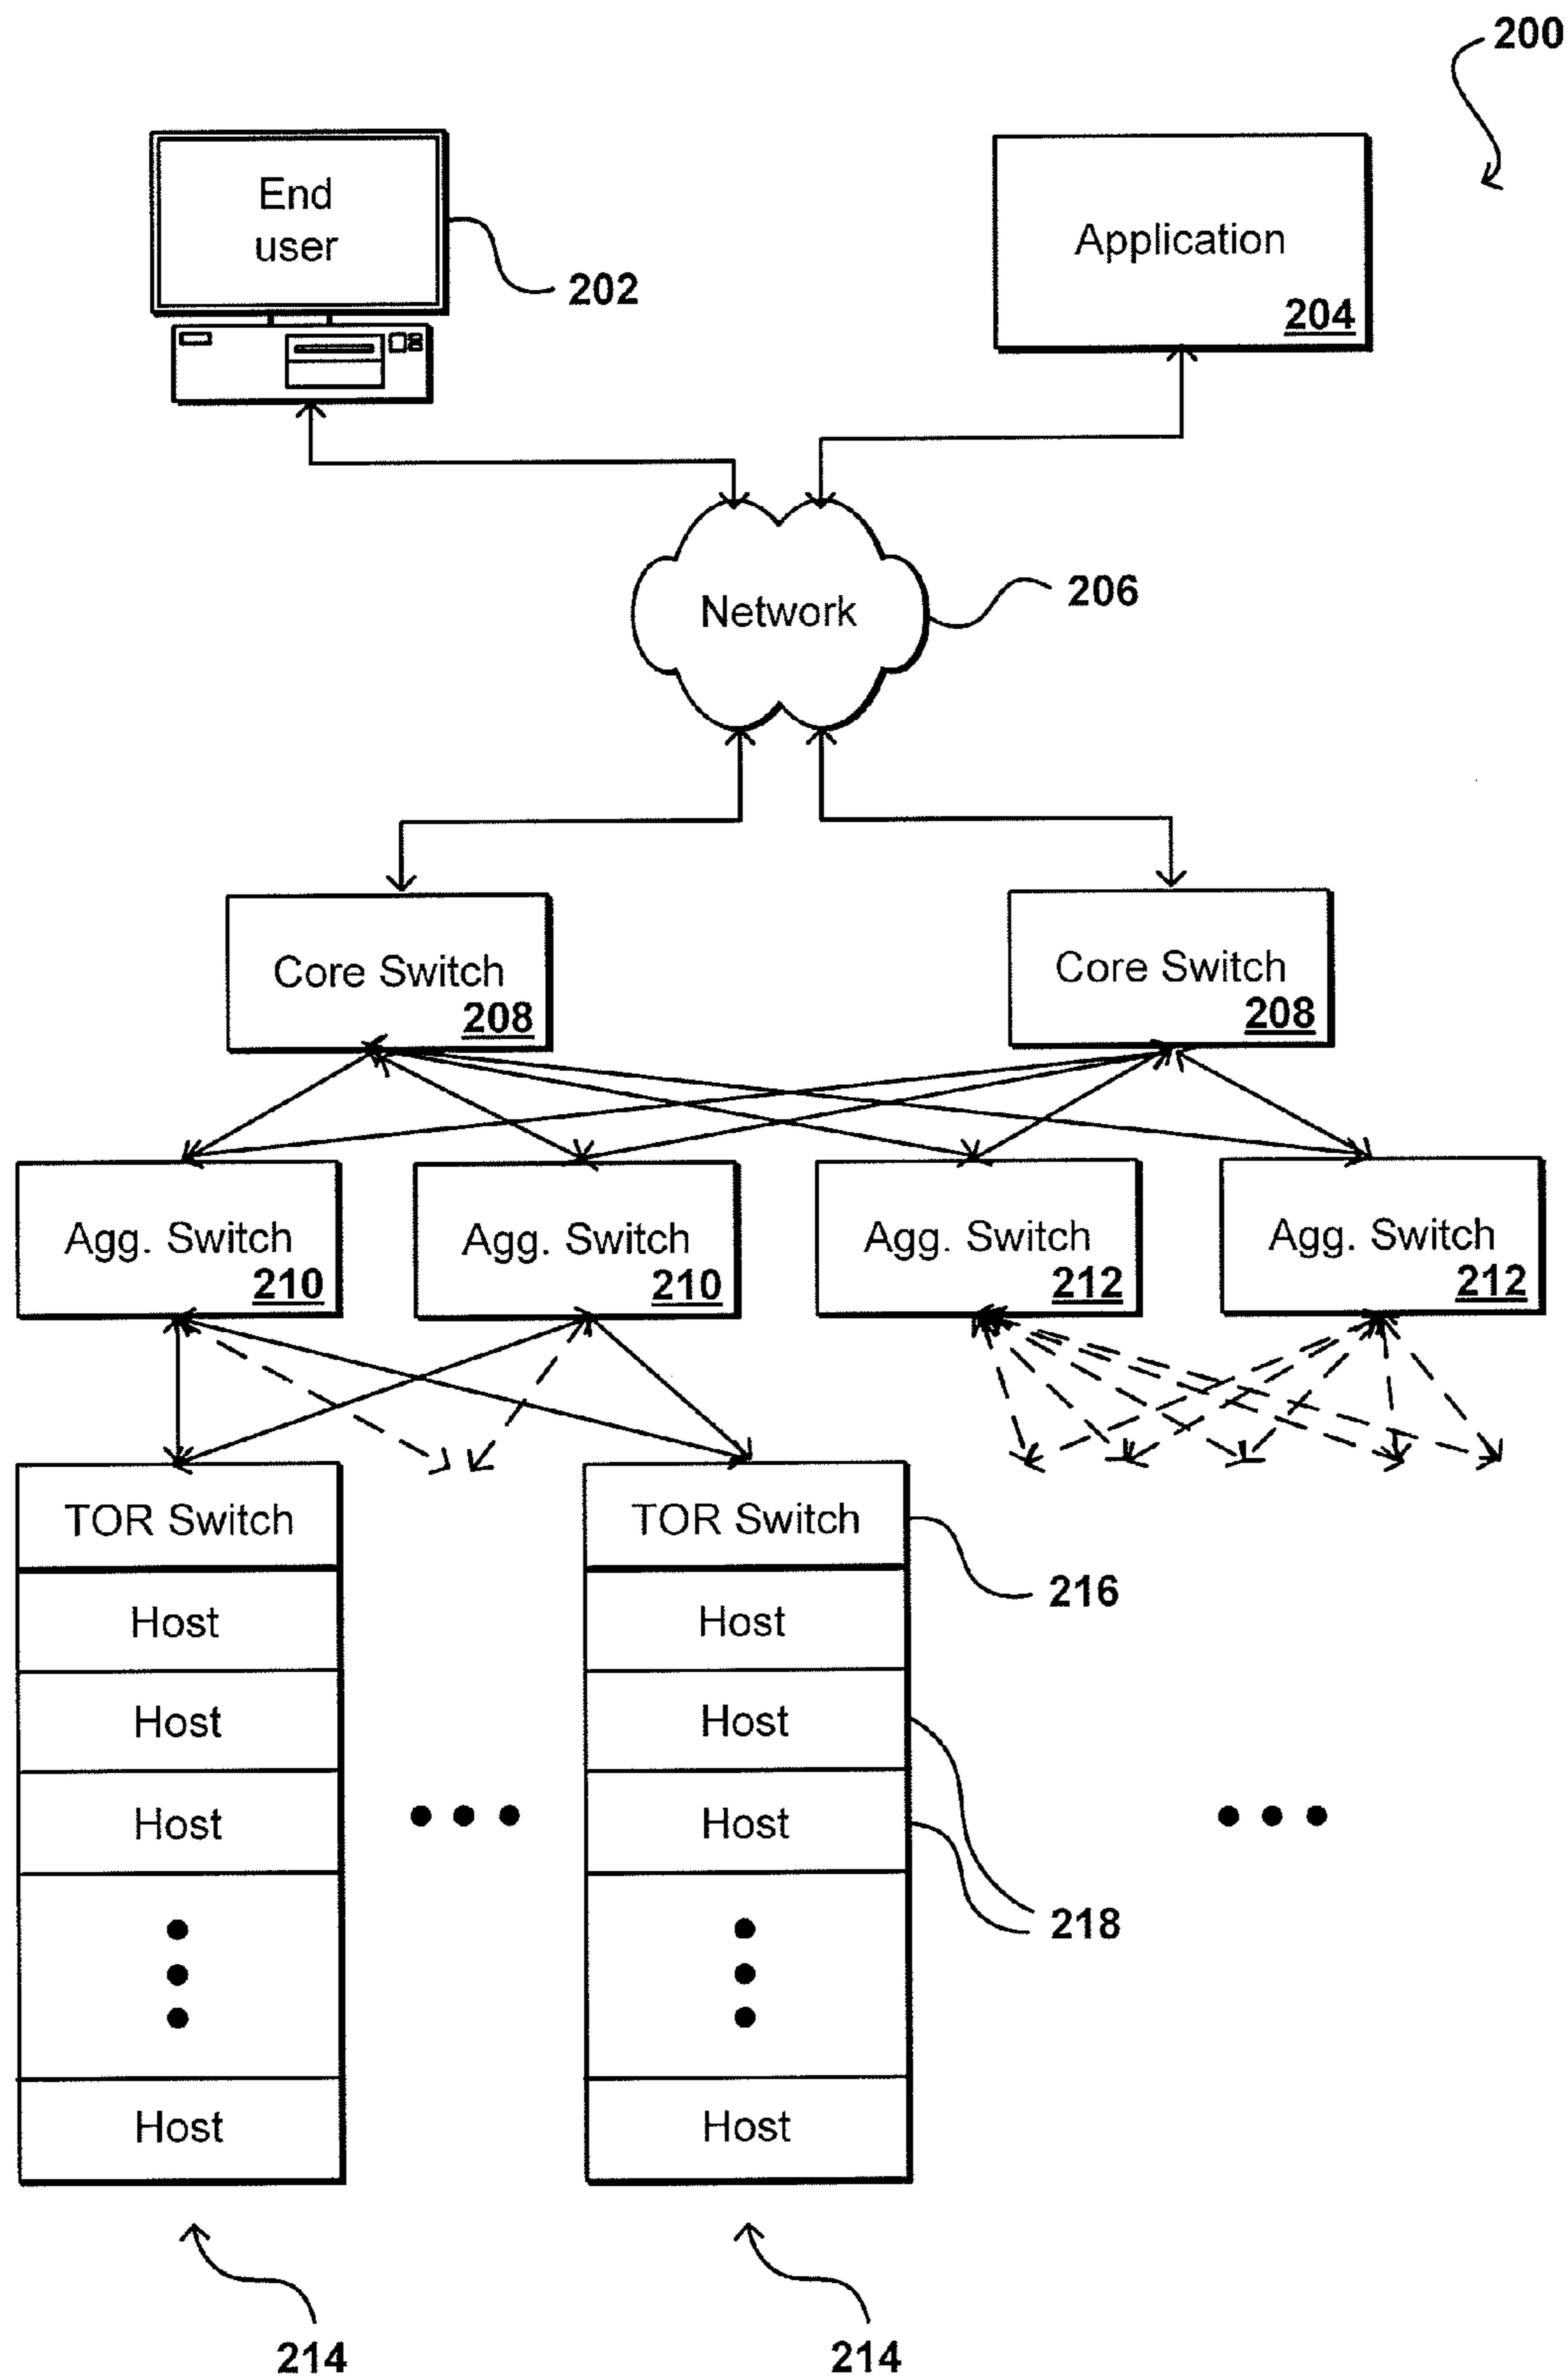 200
End
user
202
Application
204
Network
206
Core Switch
208
Core Switch
208
Agg. Switch
210
Agg. Switch
210
Agg. Switch
212
Agg. Switch
212
TOR Switch
TOR Switch
216
Host
Host
Host
Host
Host
Host
218
Host
Host
214
214